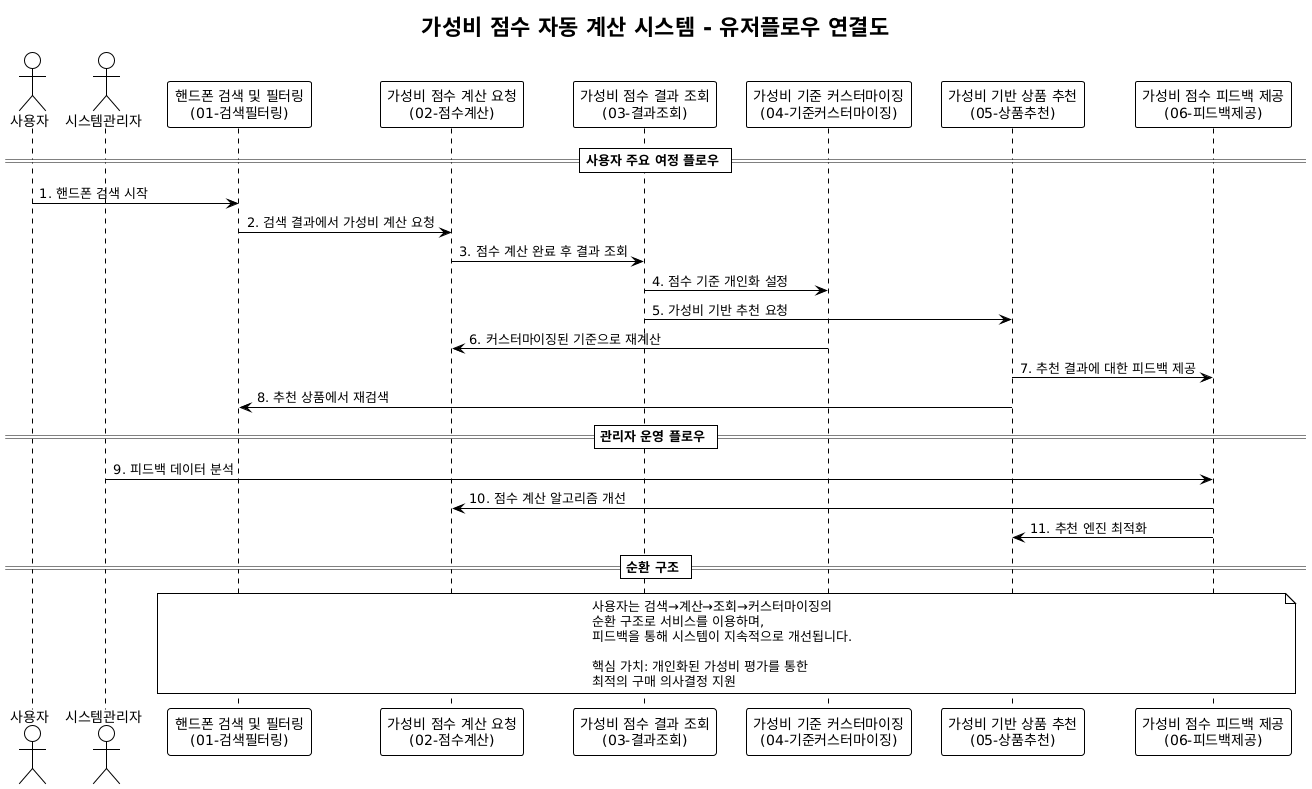 가성비 점수 자동 계산 시스템 - 유저플로우 연결도
사용자
시스템관리자
핸드폰 검색 및 필터링
(01-검색필터링)
가성비 점수 계산 요청
(02-점수계산)
가성비 점수 결과 조회
(03-결과조회)
가성비 기준 커스터마이징
(04-기준커스터마이징)
가성비 기반 상품 추천
(05-상품추천)
가성비 점수 피드백 제공
(06-피드백제공)
사용자 주요 여정 플로우
1. 핸드폰 검색 시작
2. 검색 결과에서 가성비 계산 요청
3. 점수 계산 완료 후 결과 조회
4. 점수 기준 개인화 설정
5. 가성비 기반 추천 요청
6. 커스터마이징된 기준으로 재계산
7. 추천 결과에 대한 피드백 제공
8. 추천 상품에서 재검색
관리자 운영 플로우
9. 피드백 데이터 분석
10. 점수 계산 알고리즘 개선
11. 추천 엔진 최적화
순환 구조
사용자는 검색→계산→조회→커스터마이징의
순환 구조로 서비스를 이용하며,
피드백을 통해 시스템이 지속적으로 개선됩니다.
핵심 가치: 개인화된 가성비 평가를 통한
최적의 구매 의사결정 지원
사용자
시스템관리자
핸드폰 검색 및 필터링
(01-검색필터링)
가성비 점수 계산 요청
(02-점수계산)
가성비 점수 결과 조회
(03-결과조회)
가성비 기준 커스터마이징
(04-기준커스터마이징)
가성비 기반 상품 추천
(05-상품추천)
가성비 점수 피드백 제공
(06-피드백제공)